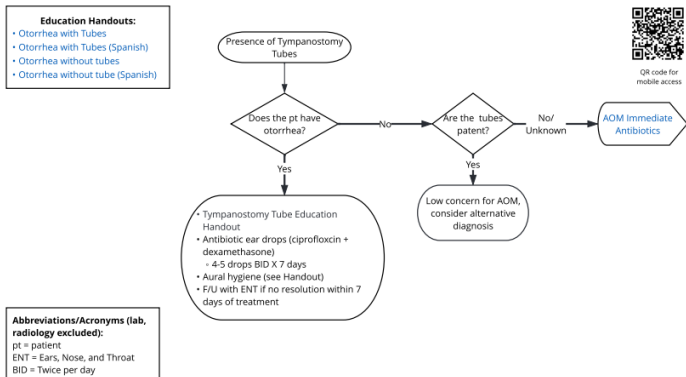 Education Handouts:
• Otorrhea with Tubes
• Otorrhea with Tubes (Spanish)
• Otorrhea without tubes
• Otorrhea without tube (Spanish)
QR code for
mobile access
Presence of Tympanostomy
Tubes
Does the pt have
otorrhea?
No
Are the tubes
patent?
No/
Unknown
AOM Immediate
Antibiotics
Yes
Yes
• Tympanostomy Tube Education
Handout
• Antibiotic ear drops (ciprofloxcin +
dexamethasone)
◦ 4-5 drops BID X 7 days
• Aural hygiene (see Handout)
• F/U with ENT if no resolution within 7
days of treatment
Low concern for AOM,
consider alternative
diagnosis
Abbreviations/Acronyms (lab,
radiology excluded):
pt = patient
ENT = Ears, Nose, and Throat
BID = Twice per day